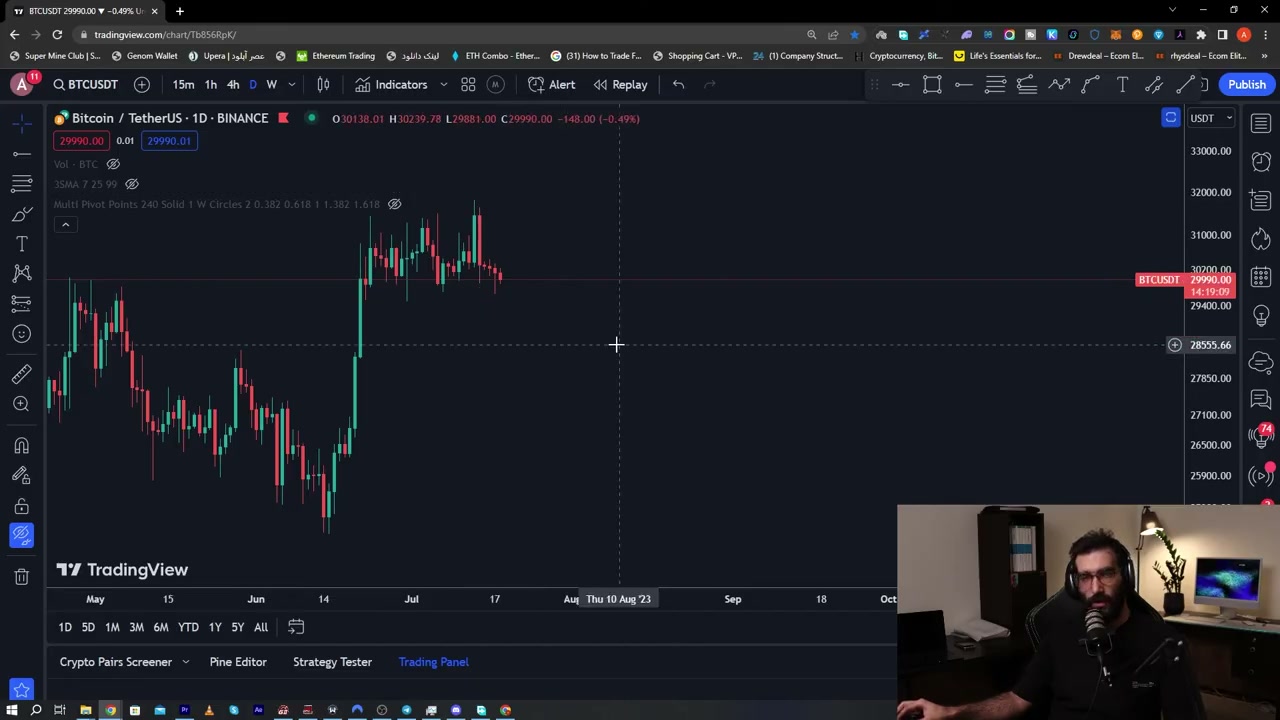 BTCUSDT 29990.00 ▼ −0.49% Un
tradingview.com/chart/Tb856RpK/
Super Mine Club | S...
Genom Wallet
Upera | عصر آپلود
Ethereum Trading
لینک دانلود
ETH Combo - Ether...
(31) How to Trade F...
Shopping Cart - VP...
(1) Company Struct...
Cryptocurrency, Bit...
Life's Essentials for...
Drewdeal – Ecom El...
rhysdeal – Ecom Elit...
A 11
BTCUSDT
15m 1h 4h D W
Indicators
M
Alert
Replay
Publish
Bitcoin / TetherUS · 1D · BINANCE
O30138.01 H30239.78 L29881.00 C29990.00 −148.00 (−0.49%)
USDT
29990.00 0.01 29990.01
Vol · BTC
3SMA 7 25 99
Multi Pivot Points 240 Solid 1 W Circles 2 0.382 0.618 1 1.382 1.618
33000.00
32000.00
31000.00
30200.00
BTCUSDT 29990.00
14:19:09
29400.00
28555.66
27850.00
27100.00
26500.00
25900.00
74
TradingView
May 15 Jun 14 Jul 17 Aug Thu 10 Aug '23 Sep 18 Oct
1D 5D 1M 3M 6M YTD 1Y 5Y All
Crypto Pairs Screener
Pine Editor
Strategy Tester
Trading Panel